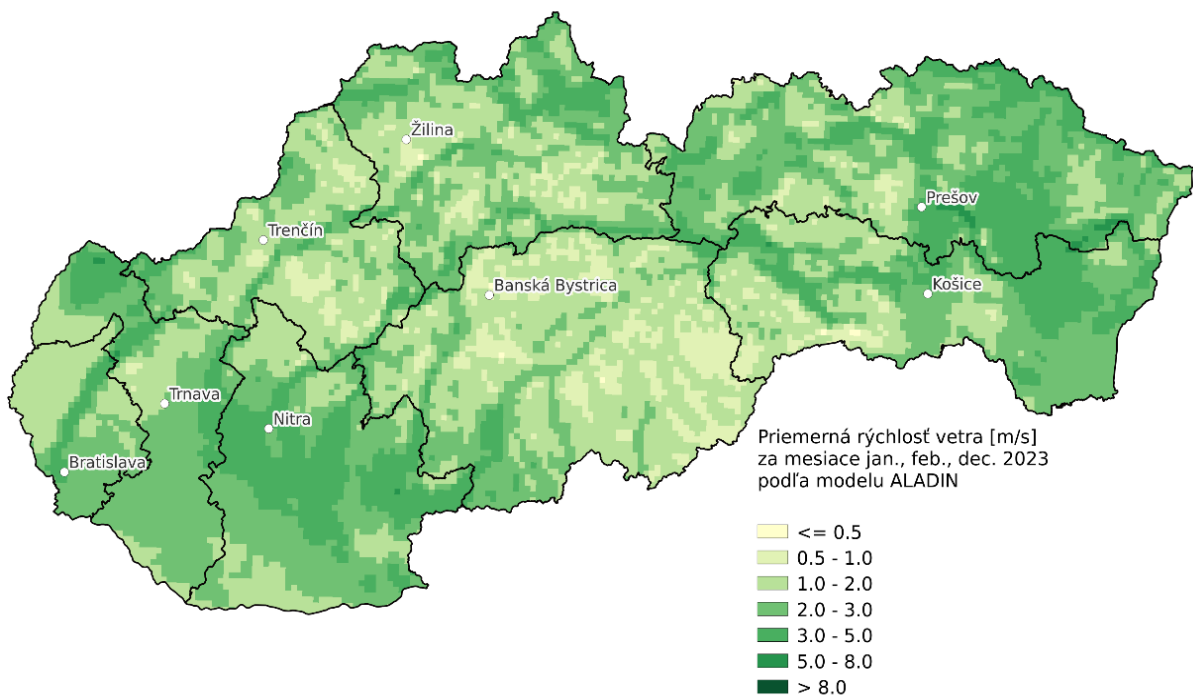 Žilina
Prešov
Trenčín
Banská Bystrica
Košice
Trnava
Nitra
Bratislava
Priemerná rýchlosť vetra [m/s]
za mesiace jan., feb., dec. 2023
podľa modelu ALADIN
<= 0.5
0.5 - 1.0
1.0 - 2.0
2.0 - 3.0
3.0 - 5.0
5.0 - 8.0
> 8.0